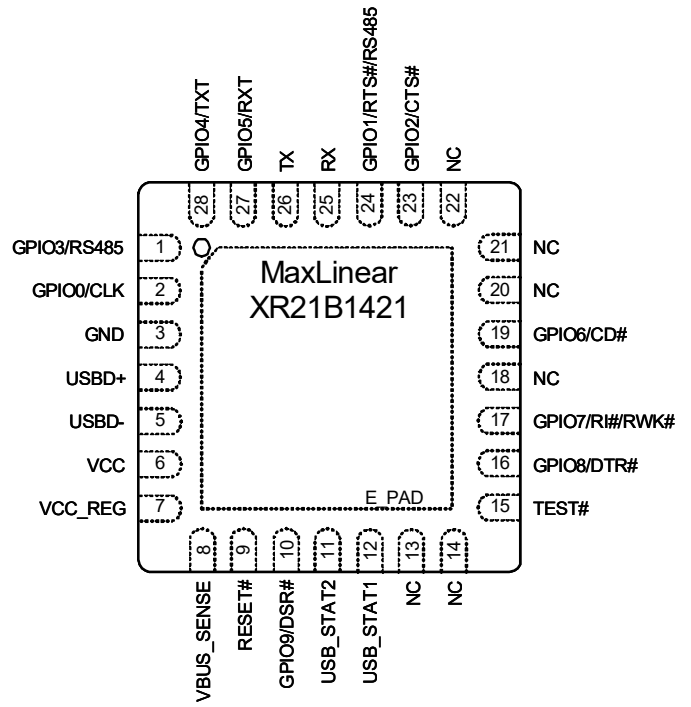 GPIO4/TXT
GPIO5/RXT
TX
RX
GPIO1/RTS#/RS485
GPIO2/CTS#
NC
28
27
26
25
24
23
22
GPIO3/RS485 1
GPIO0/CLK 2
GND 3
USBD+ 4
USBD- 5
VCC 6
VCC_REG 7
MaxLinear
XR21B1421
E_PAD
21 NC
20 NC
19 GPIO6/CD#
18 NC
17 GPIO7/RI#/RWK#
16 GPIO8/DTR#
15 TEST#
8
9
10
11
12
13
14
VBUS_SENSE
RESET#
GPIO9/DSR#
USB_STAT2
USB_STAT1
NC
NC